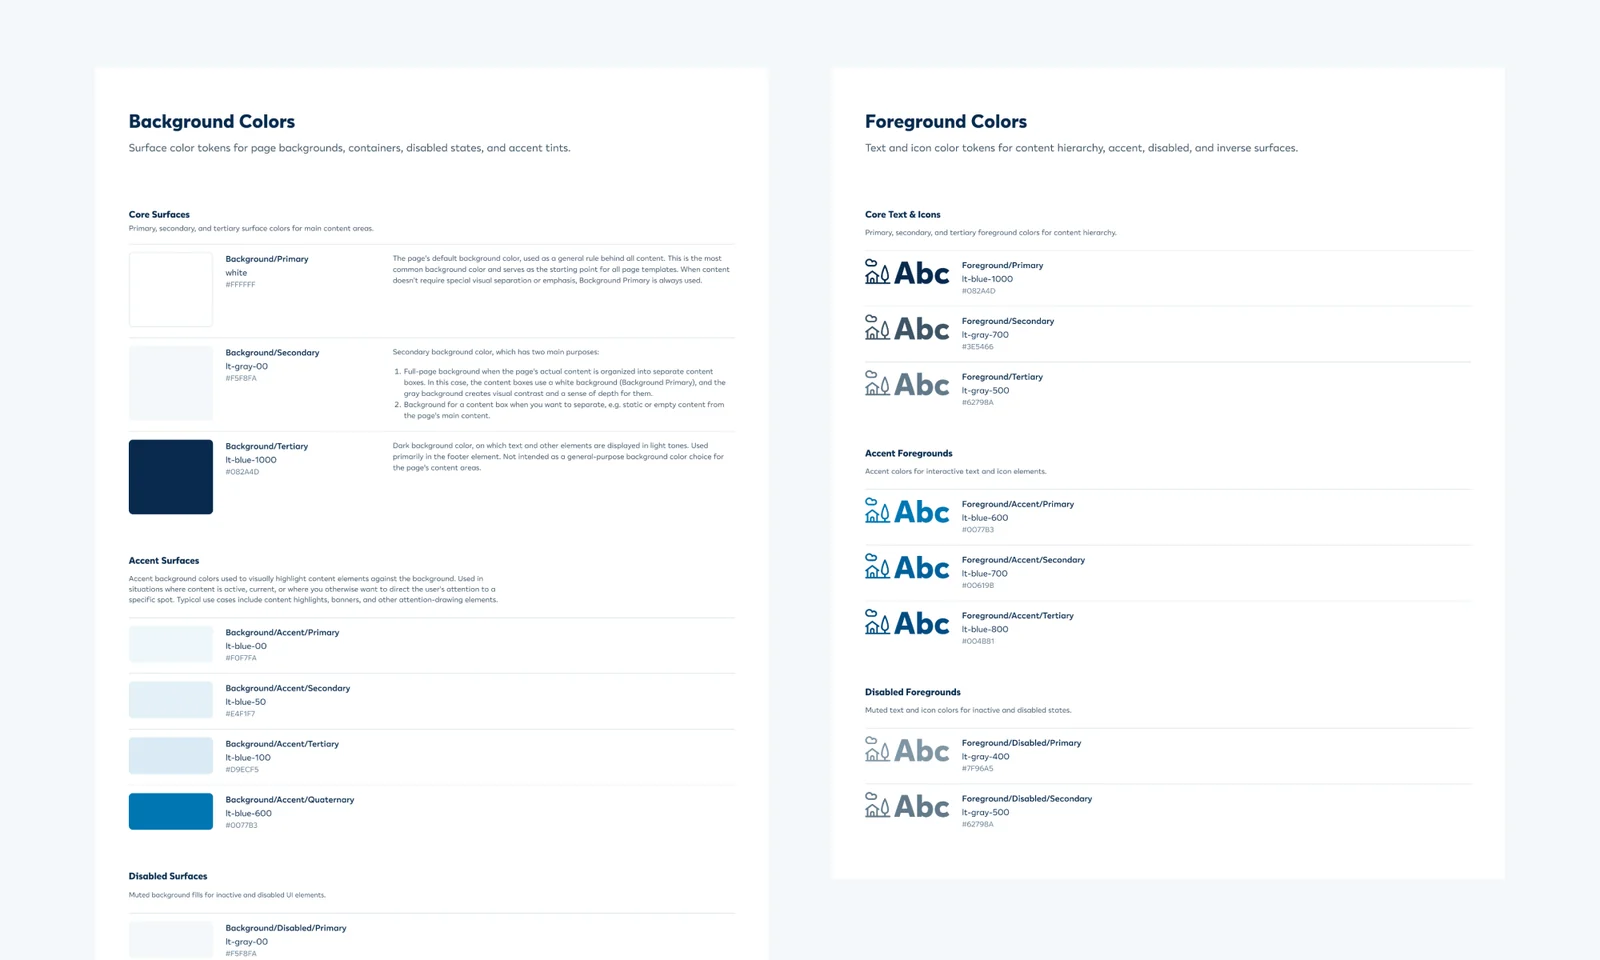 Background Colors
Surface color tokens for page backgrounds, containers, disabled states, and accent tints.
Core Surfaces
Primary, secondary, and tertiary surface colors for main content areas.
Background/Primary
white
#FFFFFF
The page's default background color, used as a general rule behind all content. This is the most
common background color and serves as the starting point for all page templates. When content
doesn't require special visual separation or emphasis, Background Primary is always used.
Background/Secondary
lt-gray-00
#F5F8FA
Secondary background color, which has two main purposes:
1. Full-page background when the page's actual content is organized into separate content
boxes. In this case, the content boxes use a white background (Background Primary), and the
gray background creates visual contrast and a sense of depth for them.
2. Background for a content box when you want to separate, e.g. static or empty content from
the page's main content.
Background/Tertiary
lt-blue-1000
#082A4D
Dark background color, on which text and other elements are displayed in light tones. Used
primarily in the footer element. Not intended as a general-purpose background color choice for
the page's content areas.
Accent Surfaces
Accent background colors used to visually highlight content elements against the background. Used in
situations where content is active, current, or where you otherwise want to direct the user's attention to a
specific spot. Typical use cases include content highlights, banners, and other attention-drawing elements.
Background/Accent/Primary
lt-blue-00
#F0F7FA
Background/Accent/Secondary
lt-blue-50
#E4F1F7
Background/Accent/Tertiary
lt-blue-100
#D9ECF5
Background/Accent/Quaternary
lt-blue-600
#0077B3
Disabled Surfaces
Muted background fills for inactive and disabled UI elements.
Background/Disabled/Primary
lt-gray-00
#F5F8FA
Foreground Colors
Text and icon color tokens for content hierarchy, accent, disabled, and inverse surfaces.
Core Text & Icons
Primary, secondary, and tertiary foreground colors for content hierarchy.
Abc
Foreground/Primary
lt-blue-1000
#082A4D
Abc
Foreground/Secondary
lt-gray-700
#3E5466
Abc
Foreground/Tertiary
lt-gray-500
#62798A
Accent Foregrounds
Accent colors for interactive text and icon elements.
Abc
Foreground/Accent/Primary
lt-blue-600
#0077B3
Abc
Foreground/Accent/Secondary
lt-blue-700
#00619B
Abc
Foreground/Accent/Tertiary
lt-blue-800
#004B81
Disabled Foregrounds
Muted text and icon colors for inactive and disabled states.
Abc
Foreground/Disabled/Primary
lt-gray-400
#7F96A5
Abc
Foreground/Disabled/Secondary
lt-gray-500
#62798A